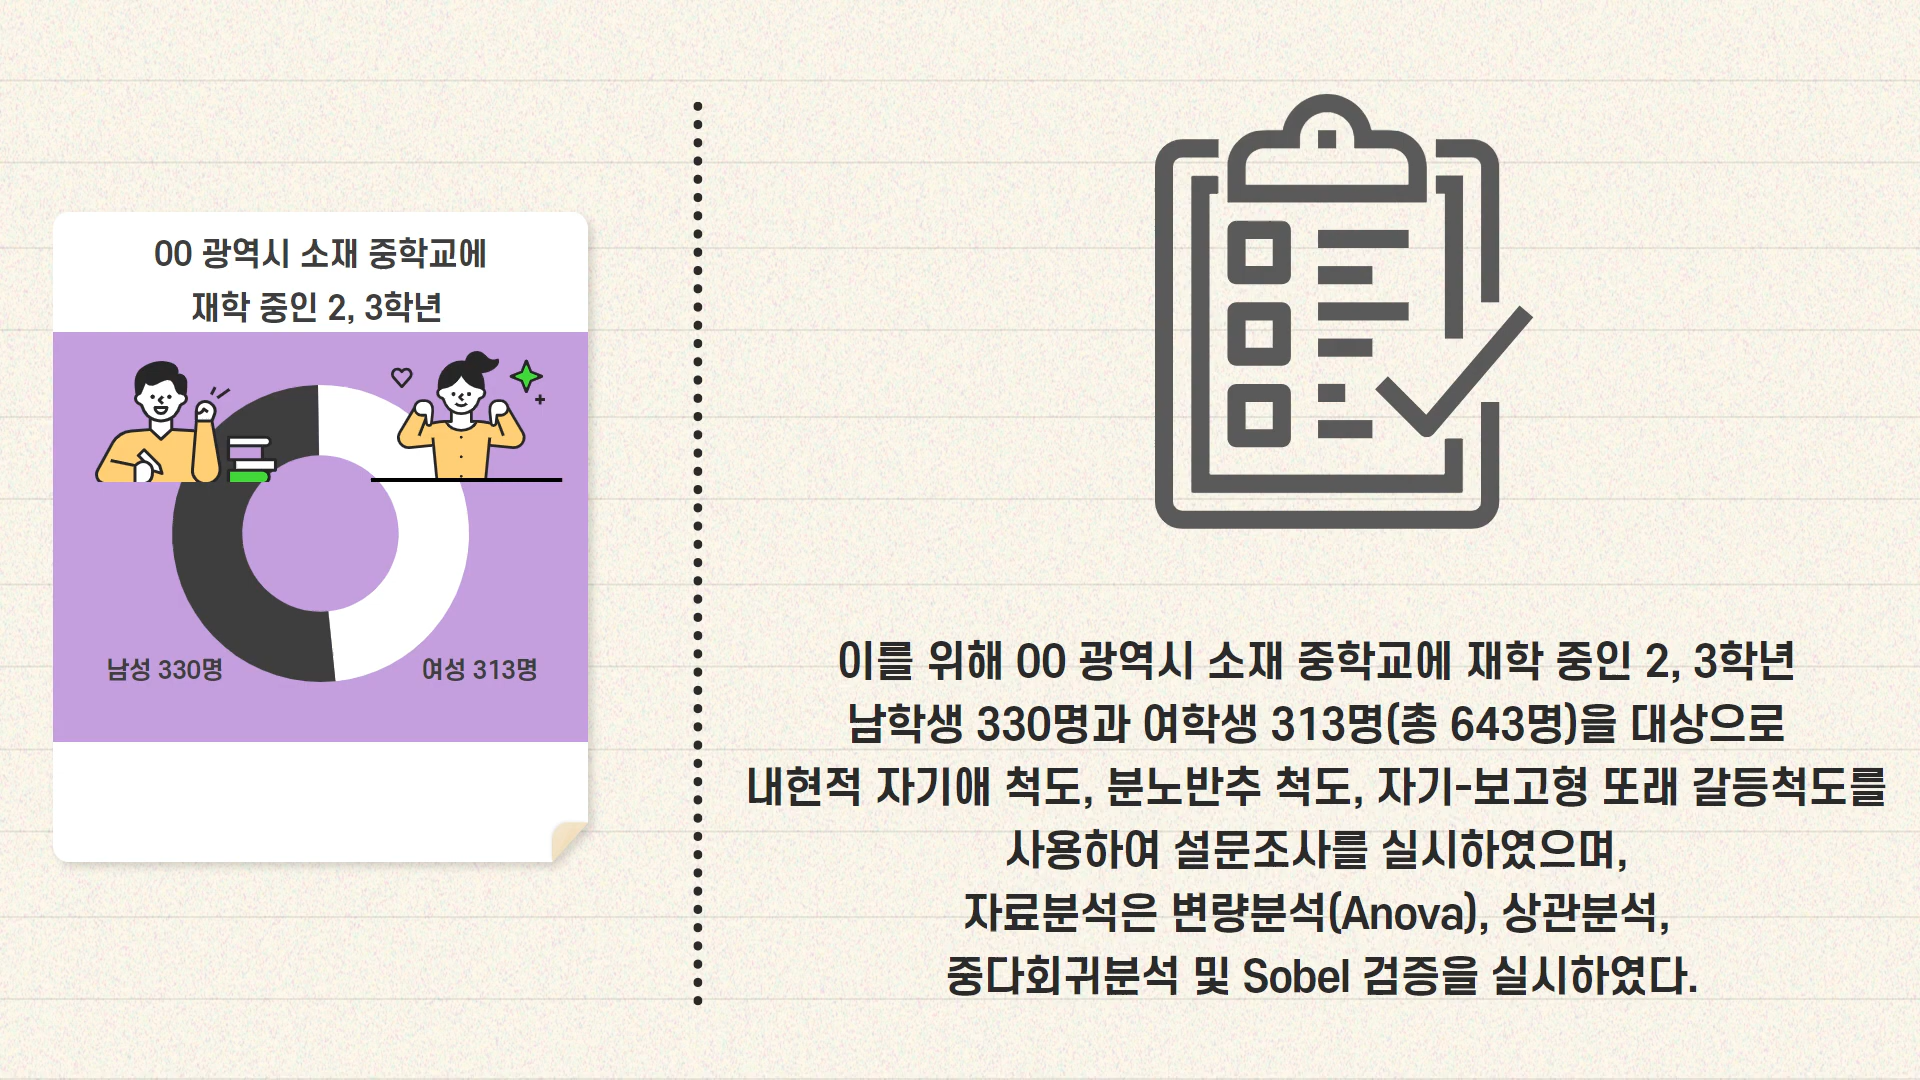 00 광역시 소재 중학교에
재학 중인 2, 3학년
남성 330명
여성 313명
이를 위해 00 광역시 소재 중학교에 재학 중인 2, 3학년
남학생 330명과 여학생 313명(총 643명)을 대상으로
내현적 자기애 척도, 분노반추 척도, 자기-보고형 또래 갈등척도를
사용하여 설문조사를 실시하였으며,
자료분석은 변량분석(Anova), 상관분석,
중다회귀분석 및 Sobel 검증을 실시하였다.